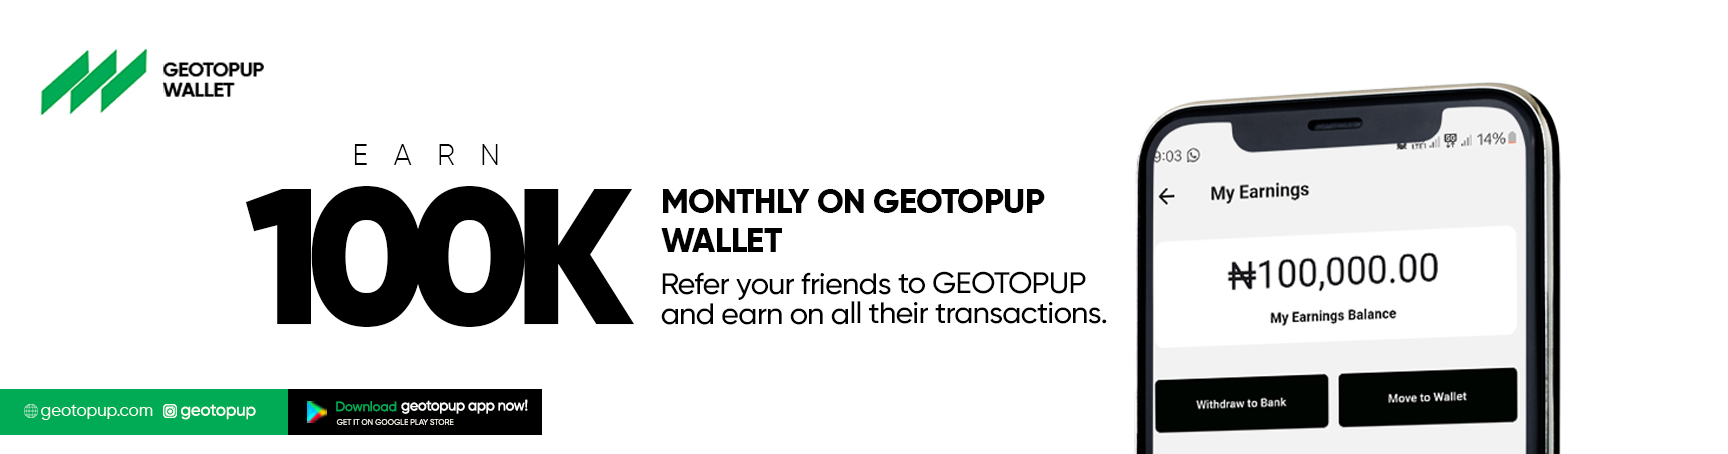 GEOTOPUP
WALLET
EARN
100K
MONTHLY ON GEOTOPUP
WALLET
Refer your friends to GEOTOPUP
and earn on all their transactions.
geotopup.com geotopup
Download geotopup app now!
GET IT ON GOOGLE PLAY STORE
9:03 14%
My Earnings
₦100,000.00
My Earnings Balance
Withdraw to Bank Move to Wallet